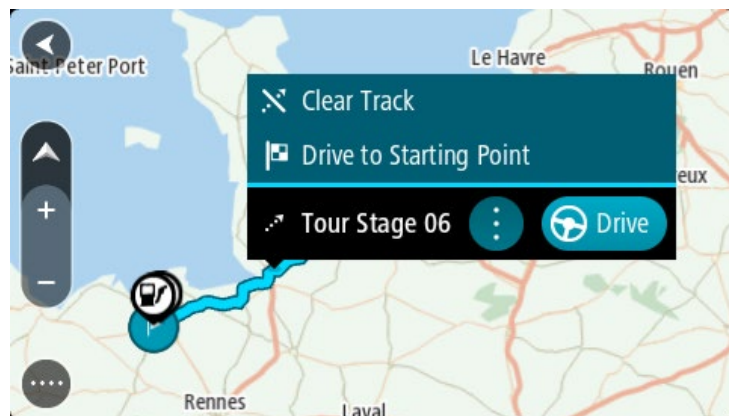 Le Havre
Saint Peter Port
Rouen
Clear Track
Drive to Starting Point
eux
Tour Stage 06
Drive
+
−
Rennes
Laval